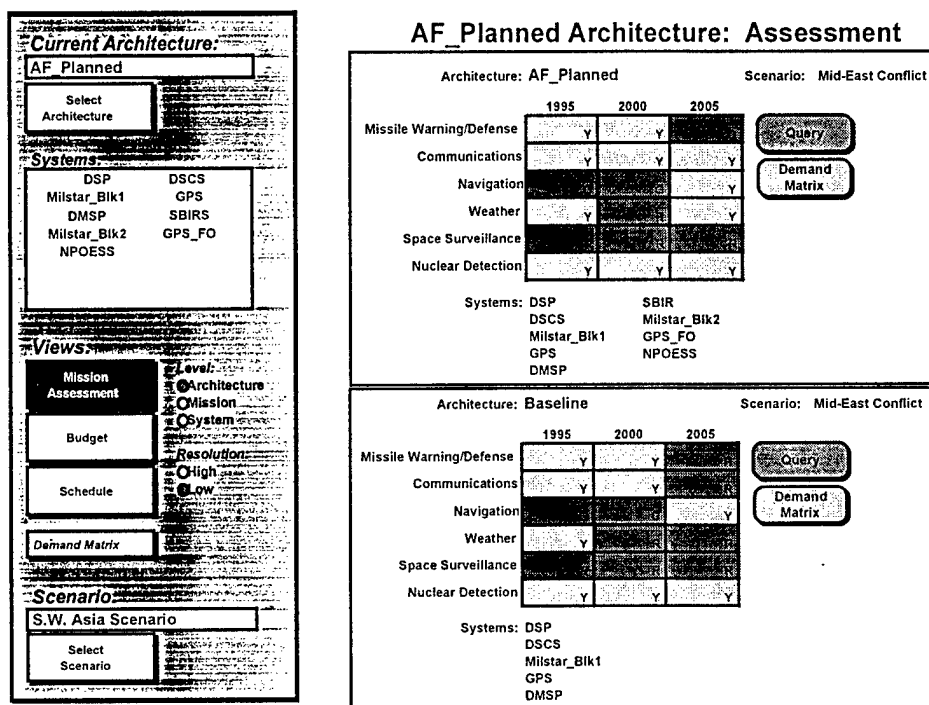 Current Architecture:
AF_Planned
Select
Architecture
Systems:
DSP DSCS
Milstar_Blk1 GPS
DMSP SBIRS
Milstar_Blk2 GPS_FO
NPOESS
Views:
Mission
Assessment
Budget
Schedule
Demand Matrix
Level:
Architecture
Mission
System
Resolution:
High
Low
Scenario:
S.W. Asia Scenario
Select
Scenario
AF_Planned Architecture: Assessment
Architecture: AF_Planned Scenario: Mid-East Conflict
1995 2000 2005
Missile Warning/Defense Y Y
Communications Y Y Y
Navigation Y
Weather Y Y
Space Surveillance
Nuclear Detection Y Y Y
Query
Demand
Matrix
Systems: DSP SBIR
DSCS Milstar_Blk2
Milstar_Blk1 GPS_FO
GPS NPOESS
DMSP
Architecture: Baseline Scenario: Mid-East Conflict
1995 2000 2005
Missile Warning/Defense Y Y
Communications Y Y
Navigation Y
Weather Y
Space Surveillance
Nuclear Detection Y Y Y
Query
Demand
Matrix
Systems: DSP
DSCS
Milstar_Blk1
GPS
DMSP